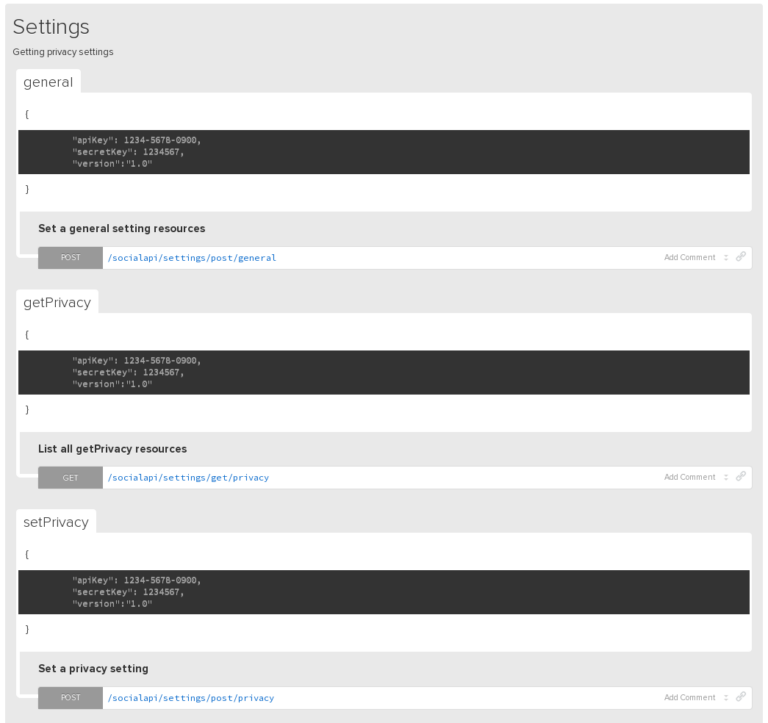 Settings
Getting privacy settings
general
{
"apiKey": 1234-5678-0900,
"secretKey": 1234567,
"version":"1.0"
}
Set a general setting resources
POST /socialapi/settings/post/general Add Comment
getPrivacy
{
"apiKey": 1234-5678-0900,
"secretKey": 1234567,
"version":"1.0"
}
List all getPrivacy resources
GET /socialapi/settings/get/privacy Add Comment
setPrivacy
{
"apiKey": 1234-5678-0900,
"secretKey": 1234567,
"version":"1.0"
}
Set a privacy setting
POST /socialapi/settings/post/privacy Add Comment